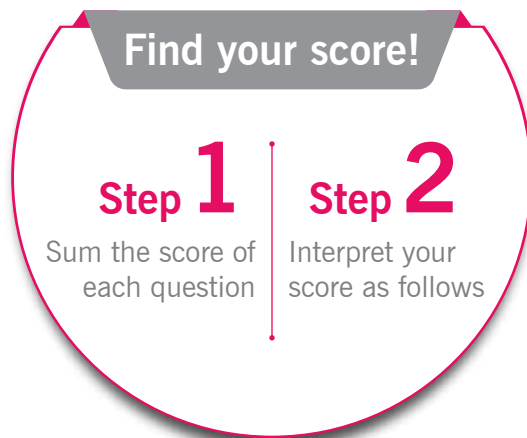 Find your score!
Step 1
Sum the score of
each question
Step 2
Interpret your
score as follows